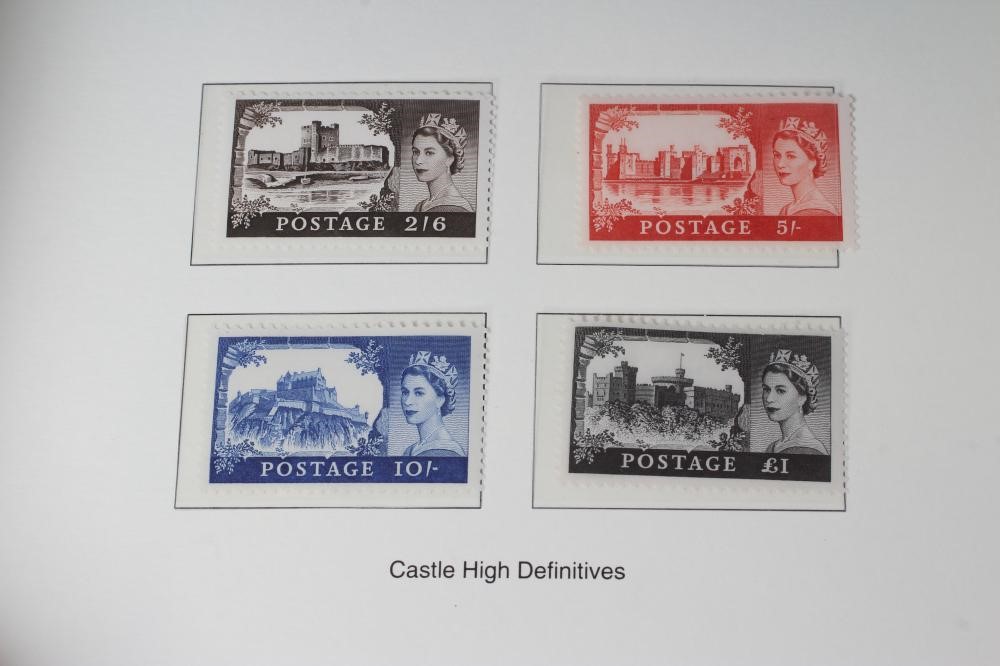 POSTAGE 2/6
POSTAGE 5/-
POSTAGE 10/-
POSTAGE £1
Castle High Definitives